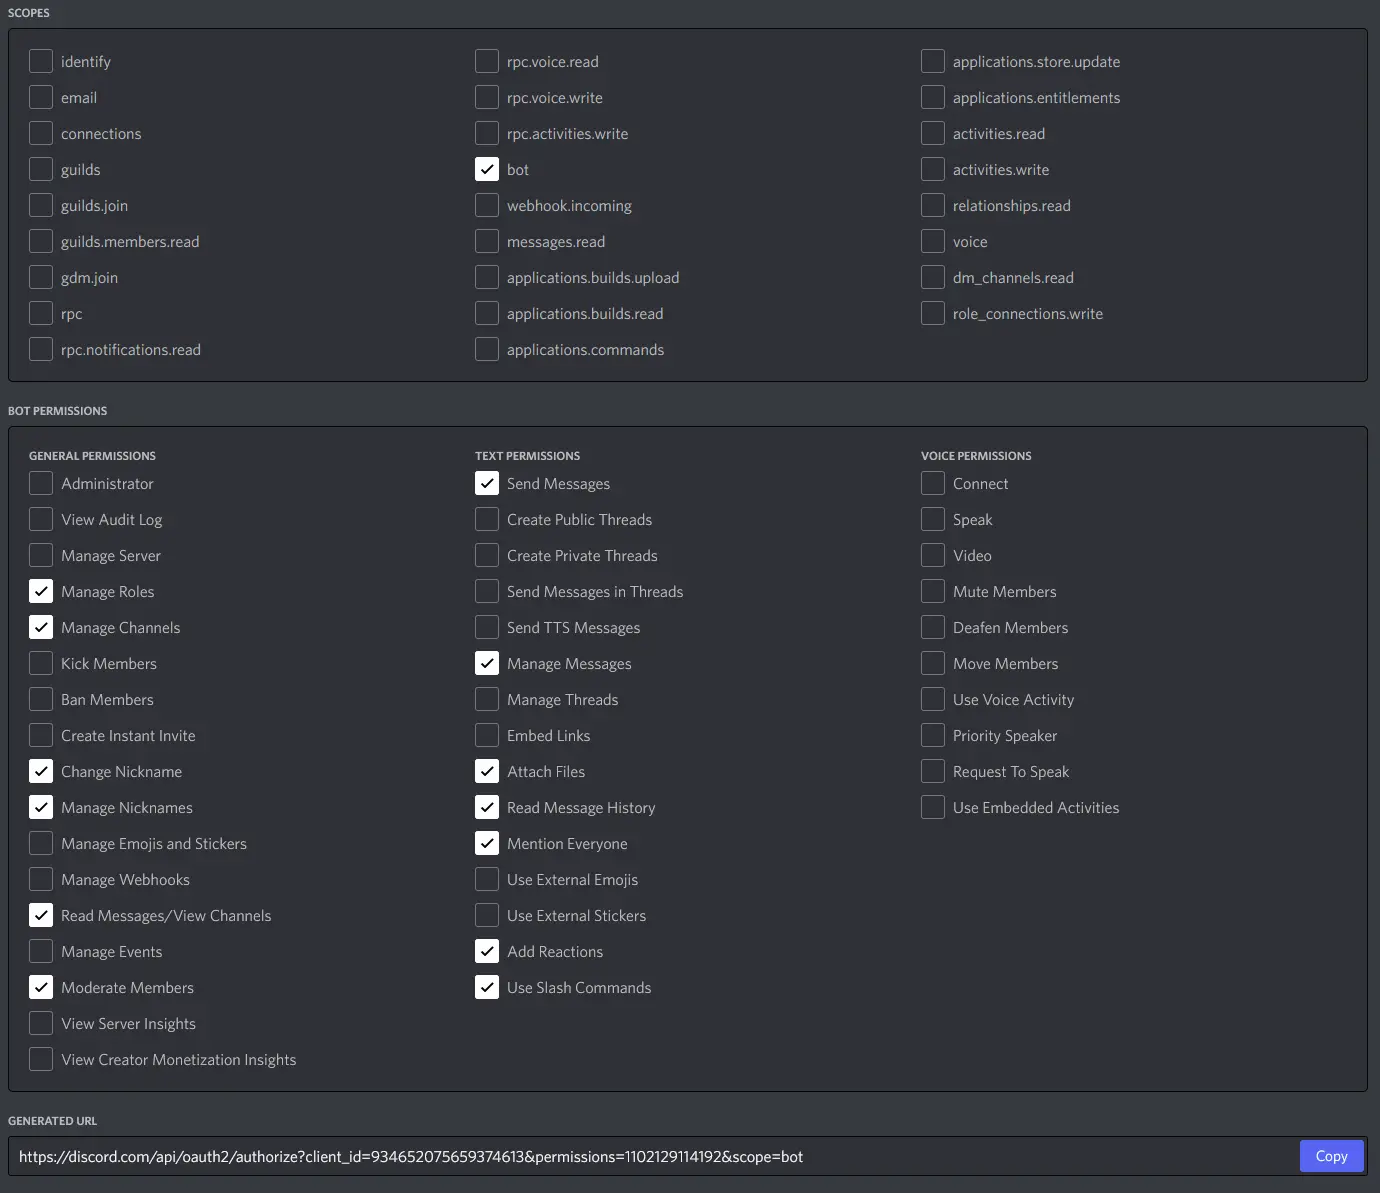 SCOPES
identify
email
connections
guilds
guilds.join
guilds.members.read
gdm.join
rpc
rpc.notifications.read
rpc.voice.read
rpc.voice.write
rpc.activities.write
bot
webhook.incoming
messages.read
applications.builds.upload
applications.builds.read
applications.commands
applications.store.update
applications.entitlements
activities.read
activities.write
relationships.read
voice
dm_channels.read
role_connections.write
BOT PERMISSIONS
GENERAL PERMISSIONS
Administrator
View Audit Log
Manage Server
Manage Roles
Manage Channels
Kick Members
Ban Members
Create Instant Invite
Change Nickname
Manage Nicknames
Manage Emojis and Stickers
Manage Webhooks
Read Messages/View Channels
Manage Events
Moderate Members
View Server Insights
View Creator Monetization Insights
TEXT PERMISSIONS
Send Messages
Create Public Threads
Create Private Threads
Send Messages in Threads
Send TTS Messages
Manage Messages
Manage Threads
Embed Links
Attach Files
Read Message History
Mention Everyone
Use External Emojis
Use External Stickers
Add Reactions
Use Slash Commands
VOICE PERMISSIONS
Connect
Speak
Video
Mute Members
Deafen Members
Move Members
Use Voice Activity
Priority Speaker
Request To Speak
Use Embedded Activities
GENERATED URL
https://discord.com/api/oauth2/authorize?client_id=934652075659374613&permissions=1102129114192&scope=bot
Copy